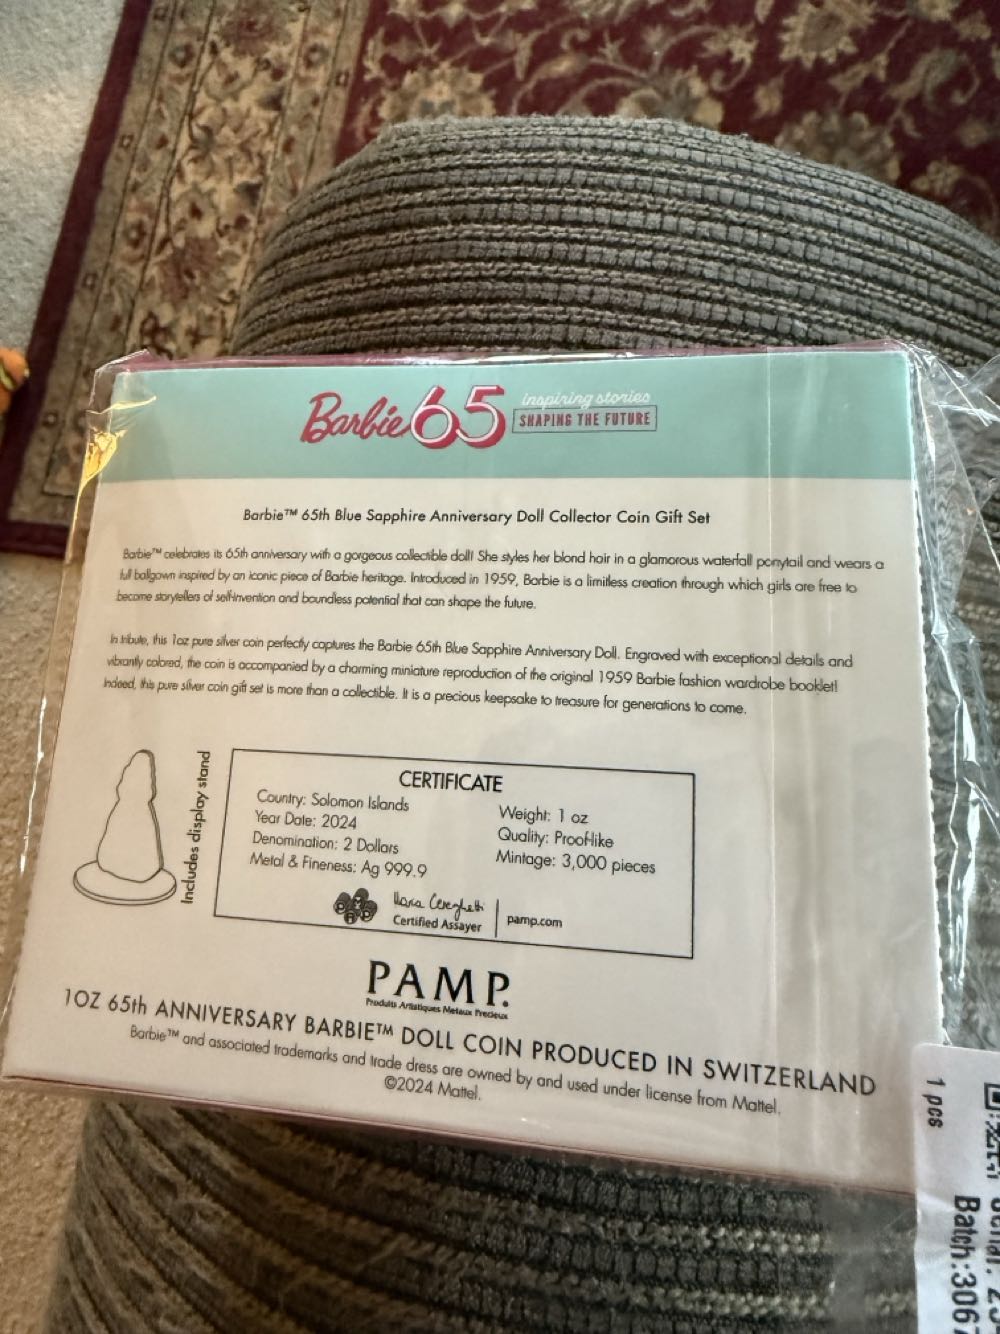 Barbie 65 inspiring stories
SHAPING THE FUTURE
Barbie™ 65th Blue Sapphire Anniversary Doll Collector Coin Gift Set
Barbie™ celebrates its 65th anniversary with a gorgeous collectible doll! She styles her blond hair in a glamorous waterfall ponytail and wears a
full ballgown inspired by an iconic piece of Barbie heritage. Introduced in 1959, Barbie is a limitless creation through which girls are free to
become storytellers of self-invention and boundless potential that can shape the future.
In tribute, this 1oz pure silver coin perfectly captures the Barbie 65th Blue Sapphire Anniversary Doll. Engraved with exceptional details and
vibrantly colored, the coin is accompanied by a charming miniature reproduction of the original 1959 Barbie fashion wardrobe booklet!
Indeed, this pure silver coin gift set is more than a collectible. It is a precious keepsake to treasure for generations to come.
Includes display stand
CERTIFICATE
Country: Solomon Islands
Year Date: 2024
Denomination: 2 Dollars
Metal & Fineness: Ag 999.9
Weight: 1 oz
Quality: Proof-like
Mintage: 3,000 pieces
PAMP
Certified Assayer
pamp.com
PAMP.
Produits Artistiques Métaux Précieux
1OZ 65th ANNIVERSARY BARBIE™ DOLL COIN PRODUCED IN SWITZERLAND
Barbie™ and associated trademarks and trade dress are owned by and used under license from Mattel.
©2024 Mattel.
1 pcs
Batch:3067